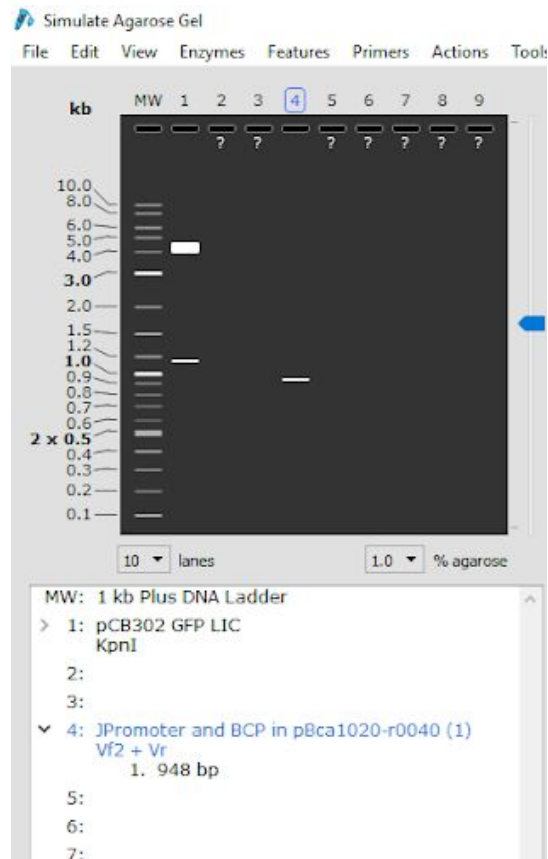 Simulate Agarose Gel
File Edit View Enzymes Features Primers Actions Tools
kb MW 1 2 3 4 5 6 7 8 9
? ? ? ? ? ? ?
10.0
8.0
6.0
5.0
4.0
3.0
2.0
1.5
1.2
1.0
0.9
0.8
0.7
0.6
2 x 0.5
0.4
0.3
0.2
0.1
10 lanes 1.0 % agarose
MW: 1 kb Plus DNA Ladder
1: pCB302 GFP LIC
KpnI
2:
3:
4: JPromoter and BCP in pBca1020-r0040 (1)
Vf2 + Vr
1. 948 bp
5:
6:
7: